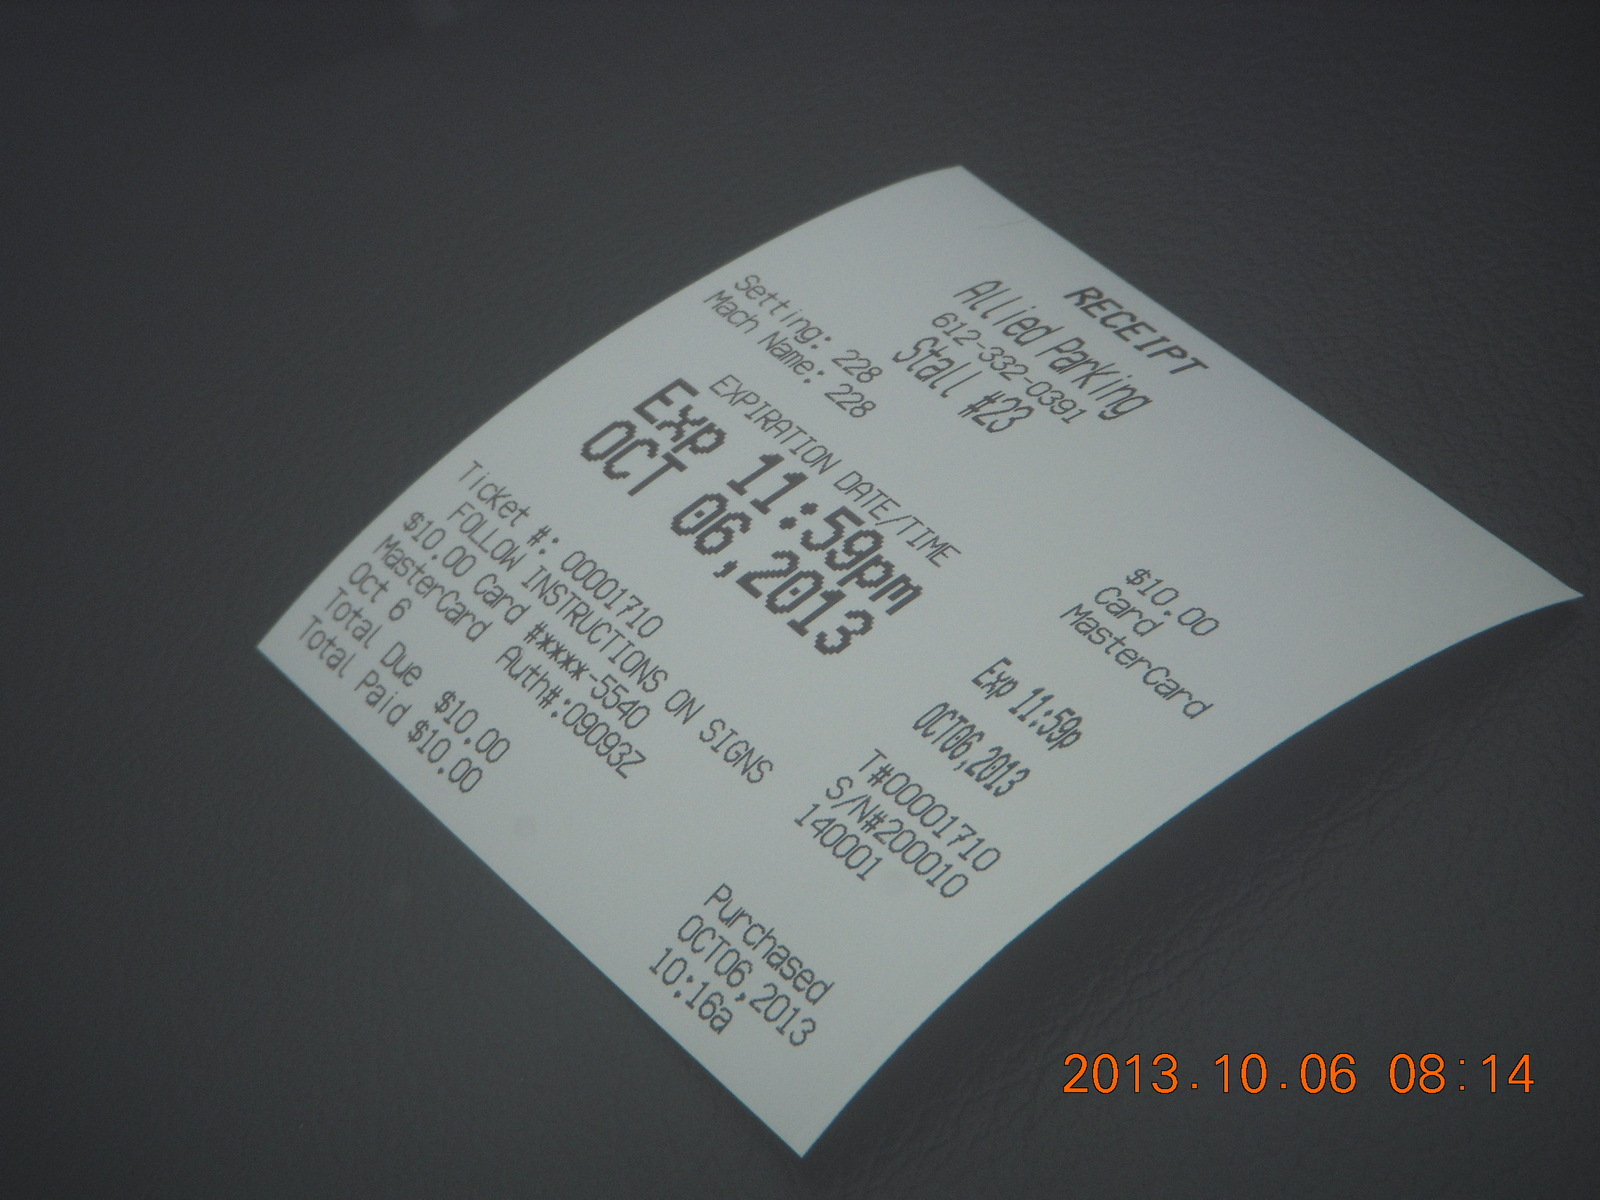 RECEIPT
Allied Parking
612-332-0391
Stall #23
Setting: 228
Mach Name: 228
EXPIRATION DATE/TIME
Exp 11:59pm
OCT 06,2013
Ticket #: 00001710
FOLLOW INSTRUCTIONS ON SIGNS
$10.00 Card #****-5540
MasterCard Auth#:09093Z
Oct 6
Total Due $10.00
Total Paid $10.00
$10.00
Card
MasterCard
Exp 11:59p
OCT06,2013
T#00001710
S/N#200010
140001
Purchased
OCT06,2013
10:16a
2013.10.06 08:14